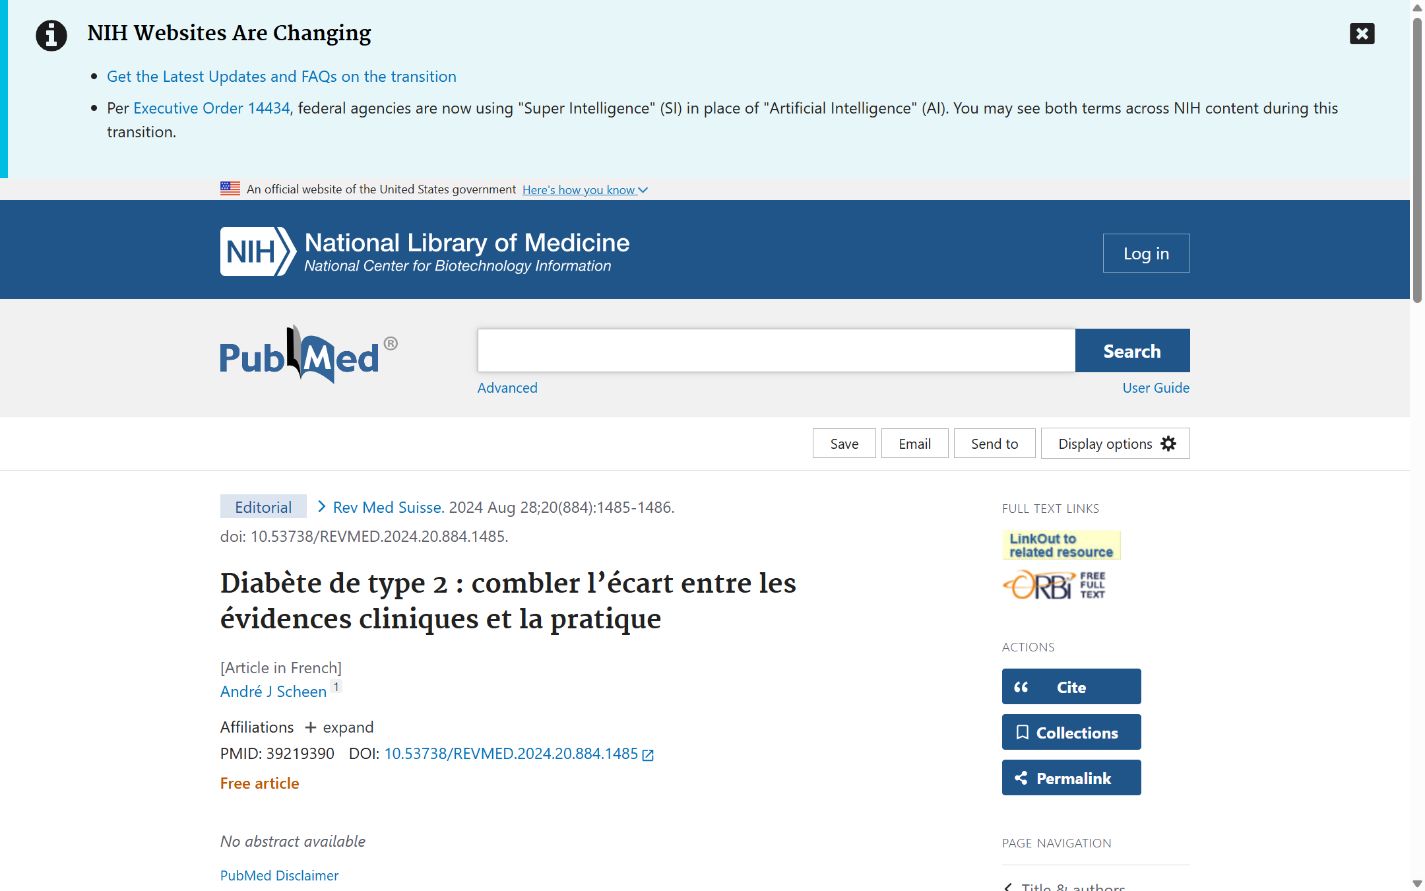 NIH Websites Are Changing
Get the Latest Updates and FAQs on the transition
Per Executive Order 14434, federal agencies are now using "Super Intelligence" (SI) in place of "Artificial Intelligence" (AI). You may see both terms across NIH content during this
transition.
An official website of the United States government Here's how you know
NIH National Library of Medicine
National Center for Biotechnology Information
Log in
PubMed®
Search
Advanced
User Guide
Save
Email
Send to
Display options
Editorial
Rev Med Suisse. 2024 Aug 28;20(884):1485-1486.
doi: 10.53738/REVMED.2024.20.884.1485.
Diabète de type 2 : combler l’écart entre les
évidences cliniques et la pratique
[Article in French]
André J Scheen 1
Affiliations + expand
PMID: 39219390 DOI: 10.53738/REVMED.2024.20.884.1485
Free article
No abstract available
PubMed Disclaimer
FULL TEXT LINKS
LinkOut to
related resource
ORBi FREE
FULL
TEXT
ACTIONS
Cite
Collections
Permalink
PAGE NAVIGATION
Title & authors